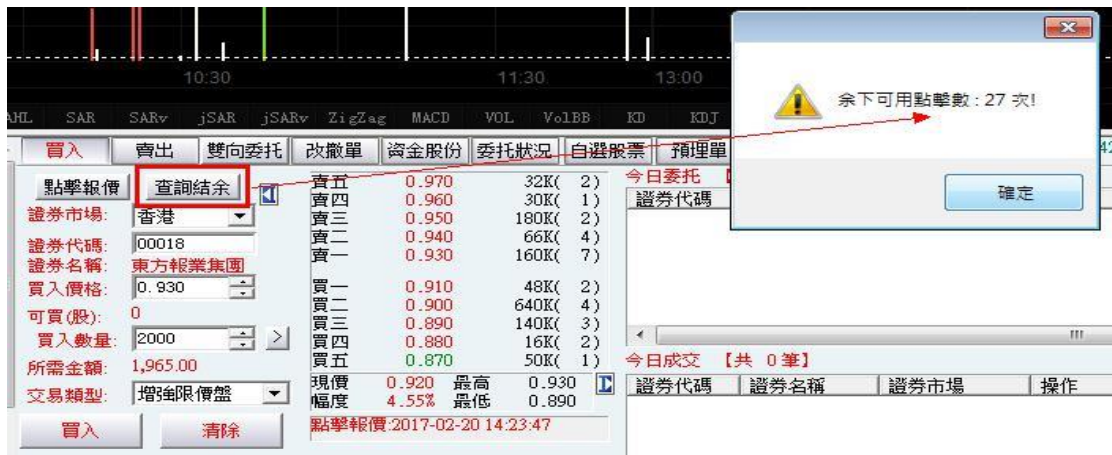 10:30 11:30. 13:00
AHL SAR SARv jSAR jSARv ZigZag MACD VOL VolBB KD KDJ
余下可用點擊數 : 27 次!
確定
買入 賣出 雙向委托 改撤單 資金股份 委托狀況 自選股票 預埋單
點擊報價 查詢結余
證券市場: 香港
證券代碼: 00018
證券名稱: 東方報業集團
買入價格: 0.930
可買(股): 0
買入數量: 2000 >
所需金額: 1,965.00
交易類型: 增強限價盤
買入 清除
賣五 0.970 32K( 2)
賣四 0.960 30K( 1)
賣三 0.950 180K( 2)
賣二 0.940 66K( 4)
賣一 0.930 160K( 7)
買一 0.910 48K( 2)
買二 0.900 640K( 4)
買三 0.890 140K( 3)
買四 0.880 16K( 2)
買五 0.870 50K( 1)
現價 0.920 最高 0.930
幅度 4.55% 最低 0.890
點擊報價:2017-02-20 14:23:47
今日委托
證券代碼
今日成交 【共 0筆】
證券代碼 證券名稱 證券市場 操作